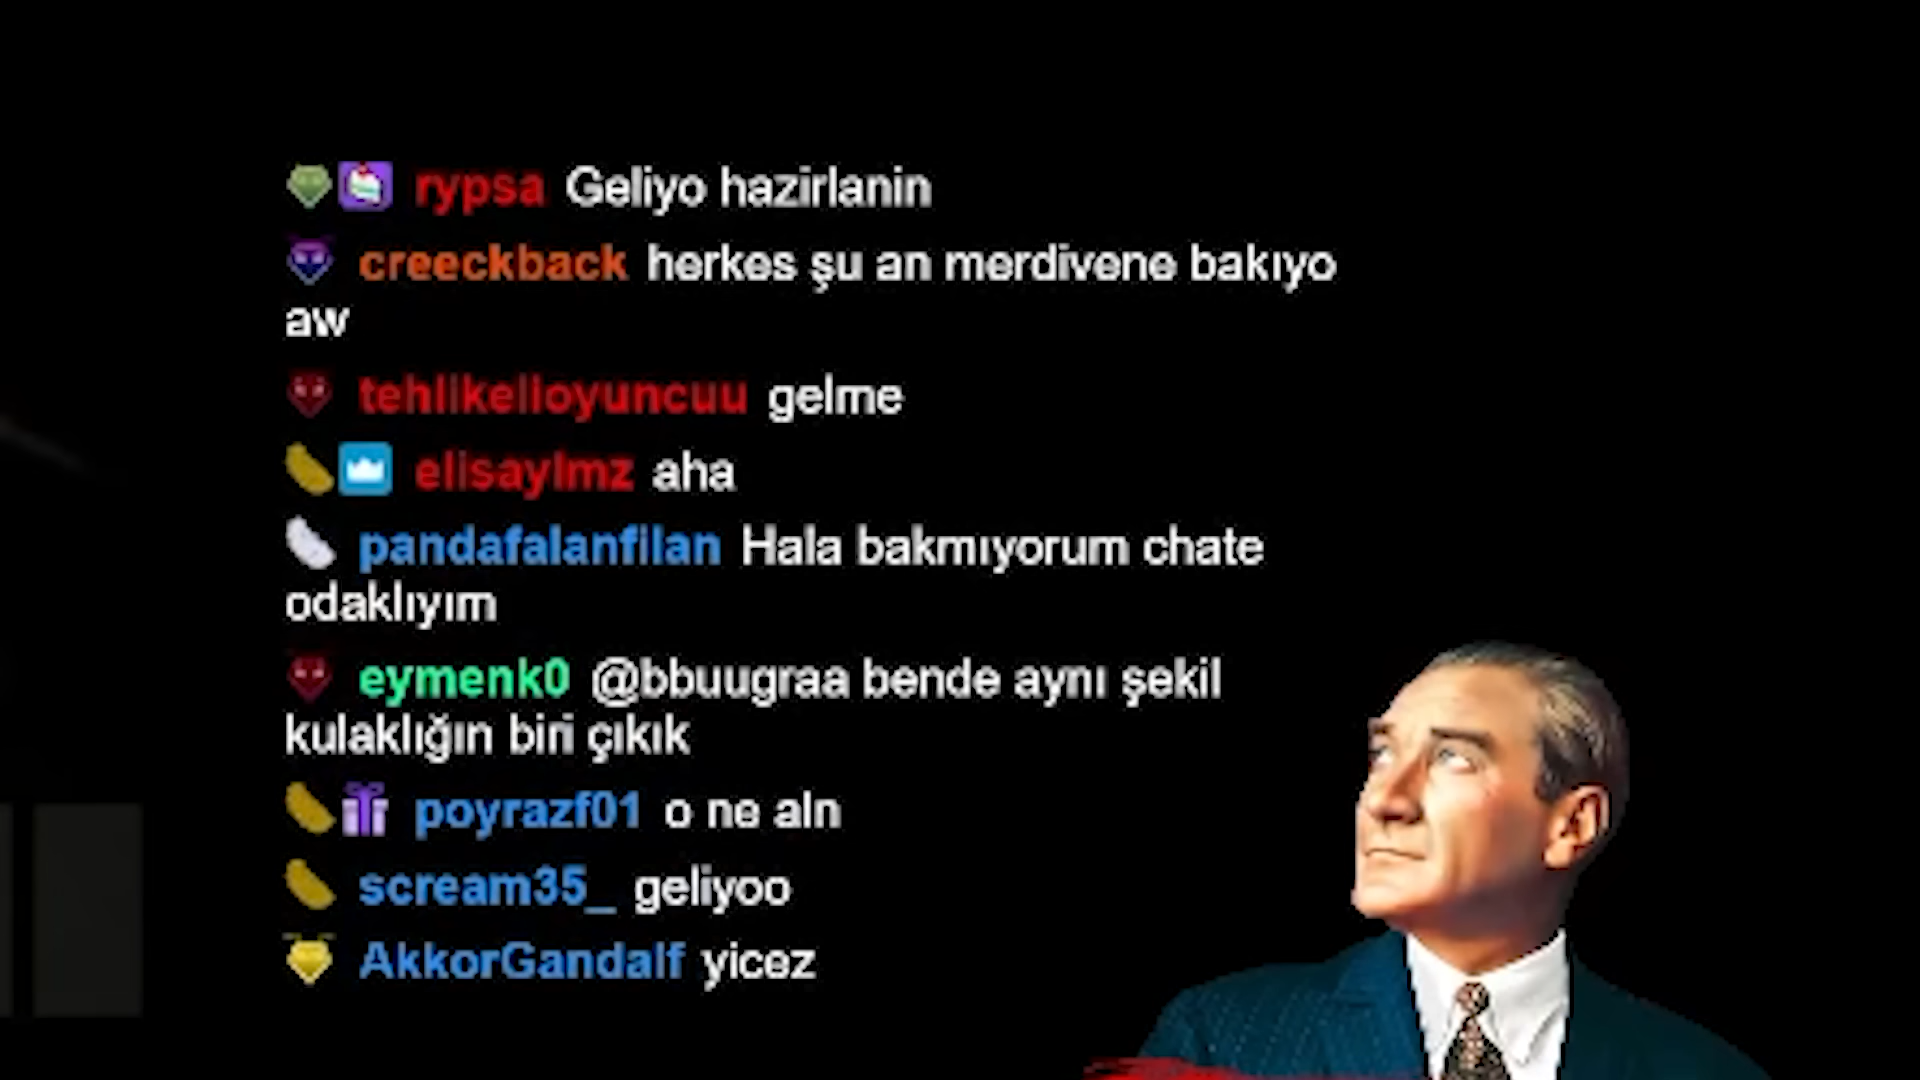 rypsa Geliyo hazirlanin
creeckback herkes şu an merdivene bakıyo
aw
tehlikelioyuncuu gelme
elisaylmz aha
pandafalanfilan Hala bakmıyorum chate
odaklıyım
eymenk0 @bbuugraa bende aynı şekil
kulaklığın biri çıkık
poyrazf01 o ne aln
scream35_ geliyoo
AkkorGandalf yicez